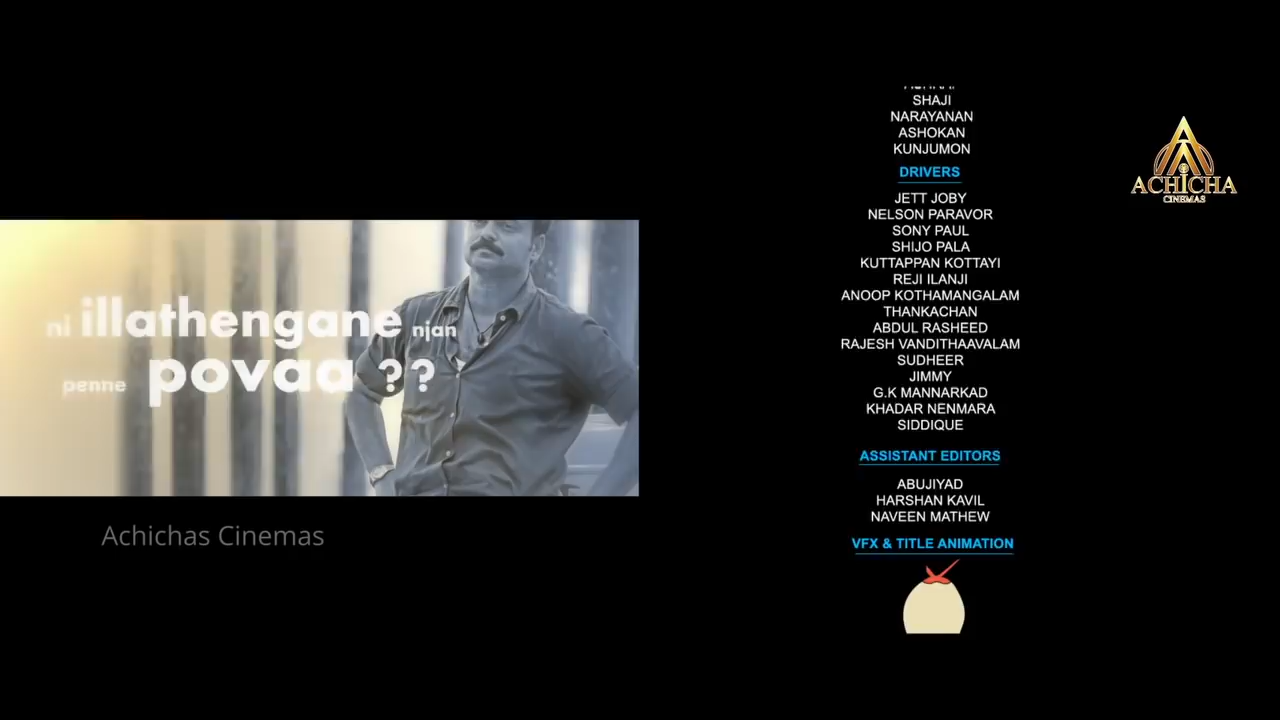 ni illathengane njan
penne povaa ??
Achichas Cinemas
SHAJI
NARAYANAN
ASHOKAN
KUNJUMON
DRIVERS
JETT JOBY
NELSON PARAVOR
SONY PAUL
SHIJO PALA
KUTTAPPAN KOTTAYI
REJI ILANJI
ANOOP KOTHAMANGALAM
THANKACHAN
ABDUL RASHEED
RAJESH VANDITHAAVALAM
SUDHEER
JIMMY
G.K MANNARKAD
KHADAR NENMARA
SIDDIQUE
ASSISTANT EDITORS
ABUJIYAD
HARSHAN KAVIL
NAVEEN MATHEW
VFX & TITLE ANIMATION
ACHICHA
CINEMAS